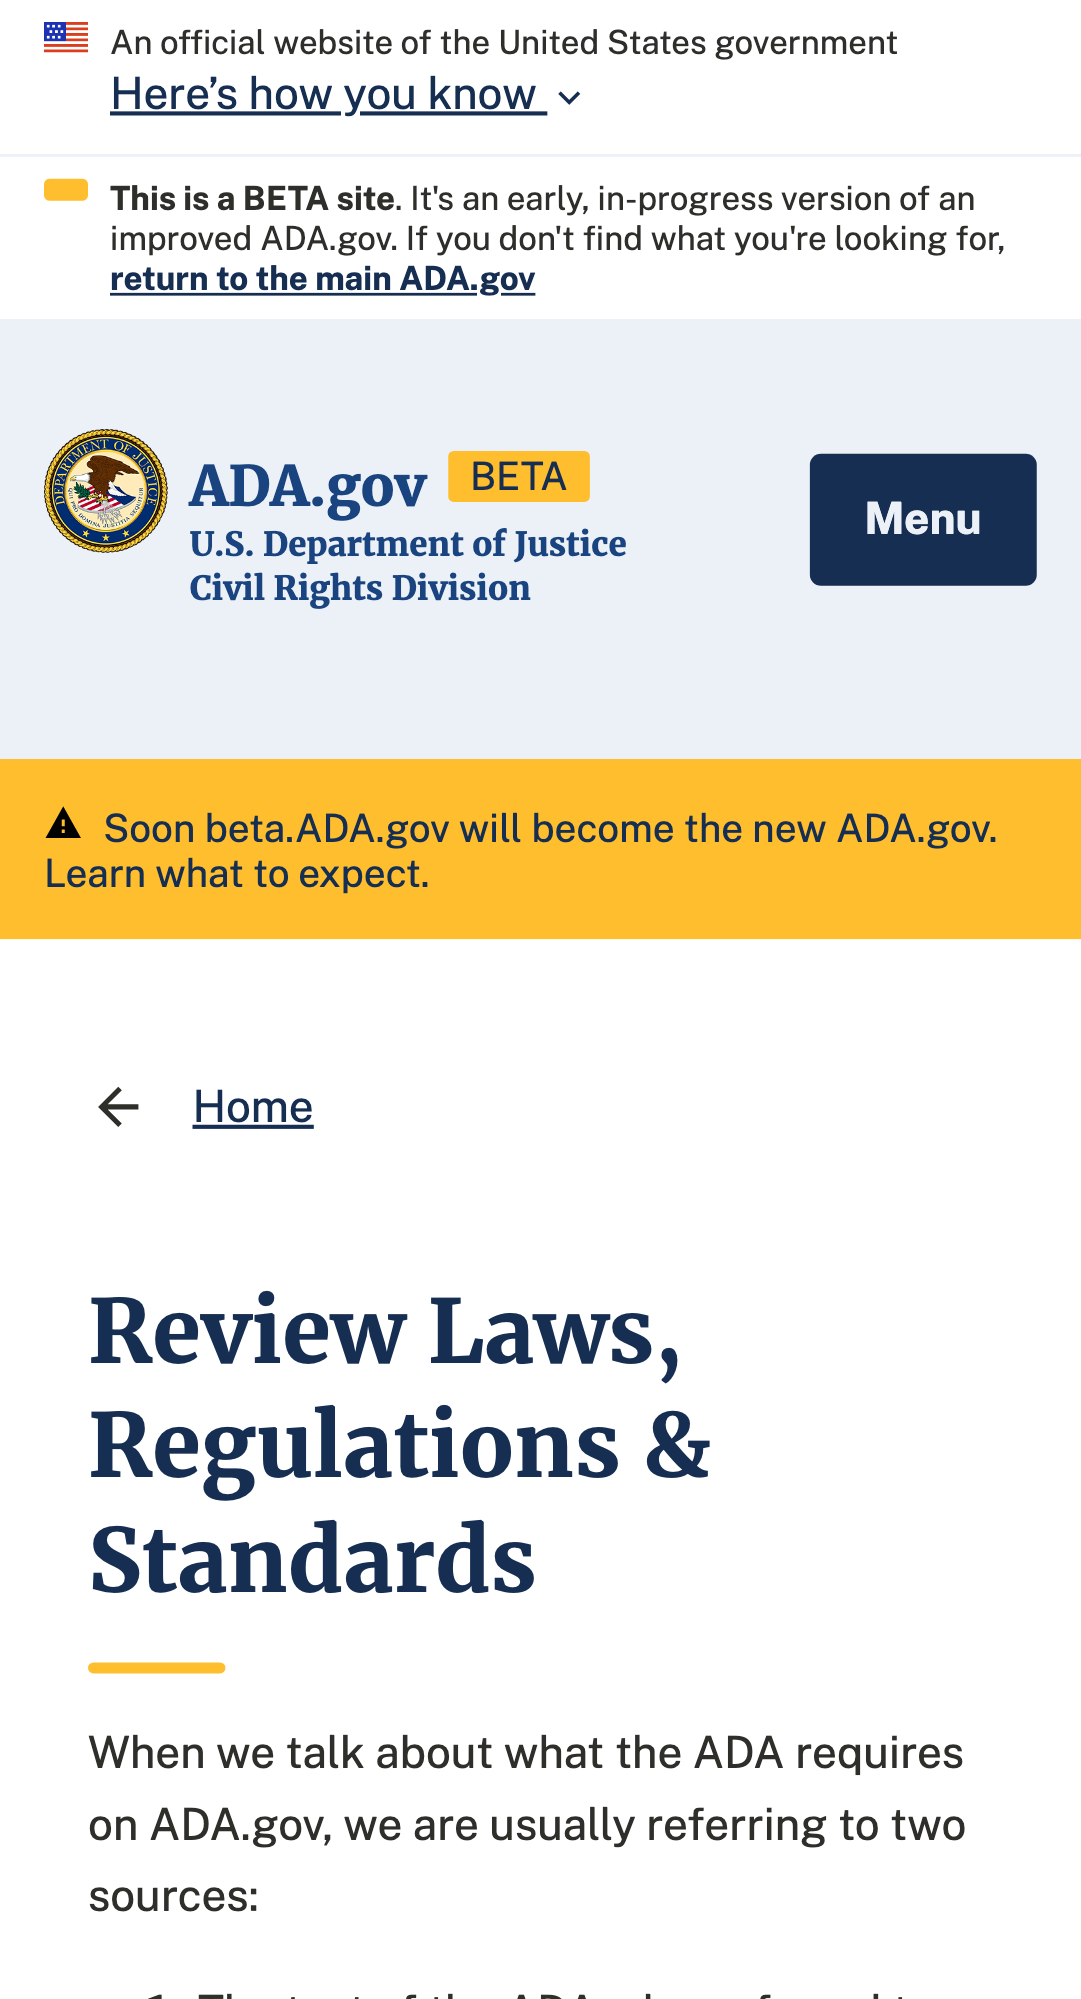 An official website of the United States government
Here’s how you know
This is a BETA site. It's an early, in-progress version of an
improved ADA.gov. If you don't find what you're looking for,
return to the main ADA.gov
DEPARTMENT OF JUSTICE
ADA.gov BETA
U.S. Department of Justice
Civil Rights Division
Menu
Soon beta.ADA.gov will become the new ADA.gov.
Learn what to expect.
Home
Review Laws,
Regulations &
Standards
When we talk about what the ADA requires
on ADA.gov, we are usually referring to two
sources: